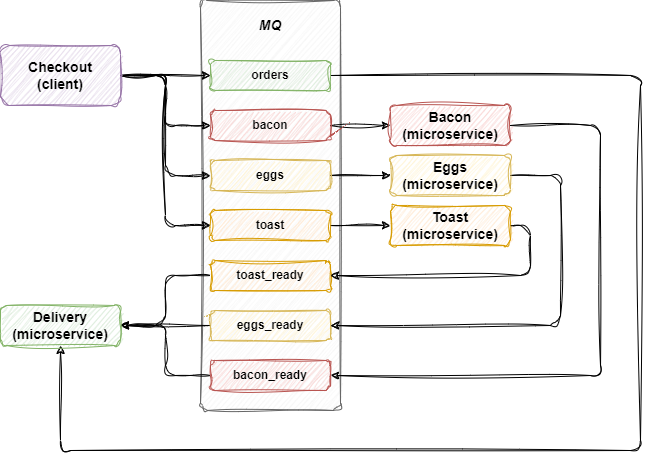 MQ
Checkout
(client)
orders
bacon
Bacon
(microservice)
eggs
Eggs
(microservice)
toast
Toast
(microservice)
toast_ready
Delivery
(microservice)
eggs_ready
bacon_ready